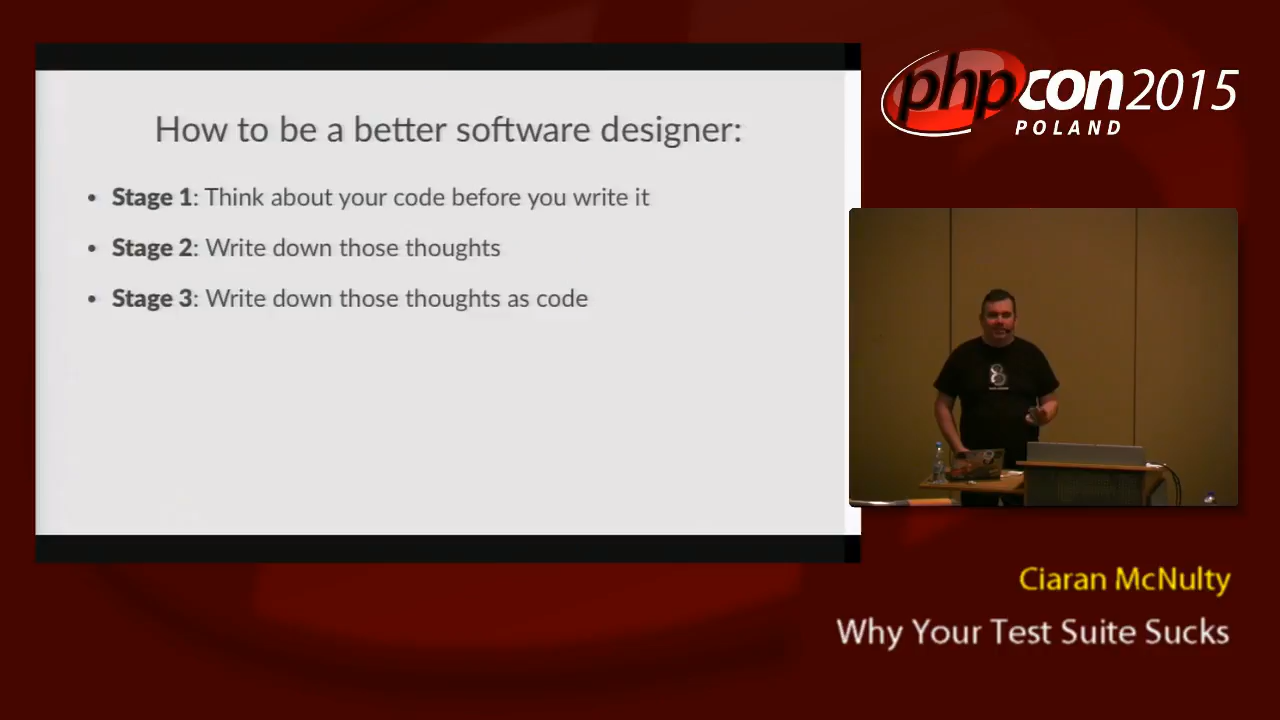 How to be a better software designer:
• Stage 1: Think about your code before you write it
• Stage 2: Write down those thoughts
• Stage 3: Write down those thoughts as code
phpcon2015
POLAND
Ciaran McNulty
Why Your Test Suite Sucks